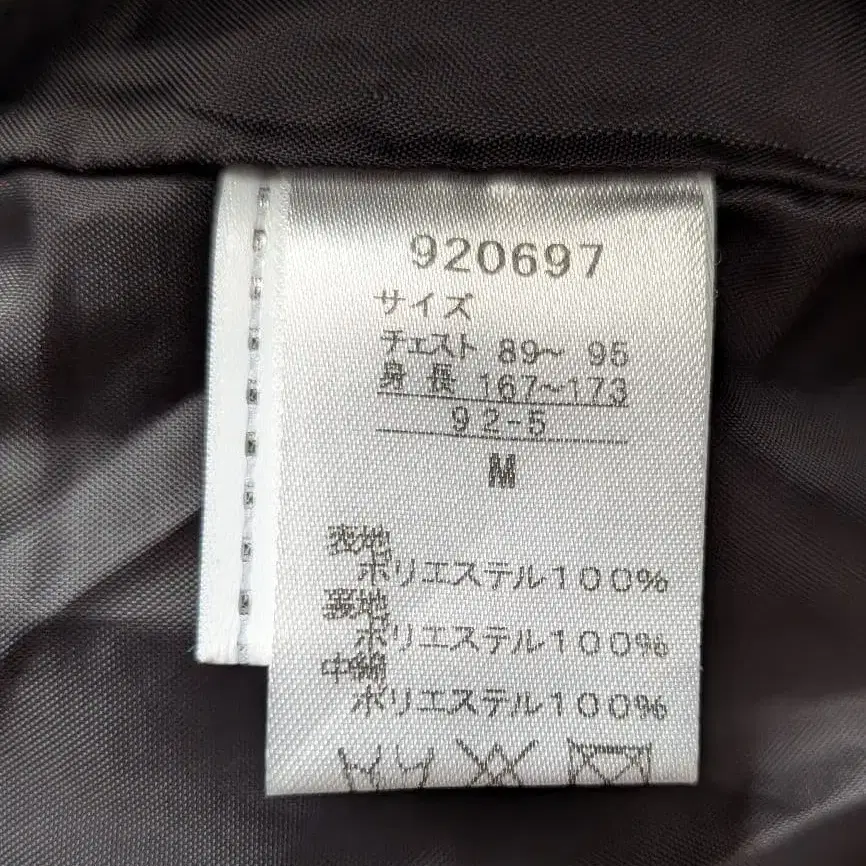 920697
サイズ
チェスト 89〜 95
身 長 167〜173
92-5
M
表地
ポリエステル100%
裏地
ポリエステル100%
中綿
ポリエステル100%